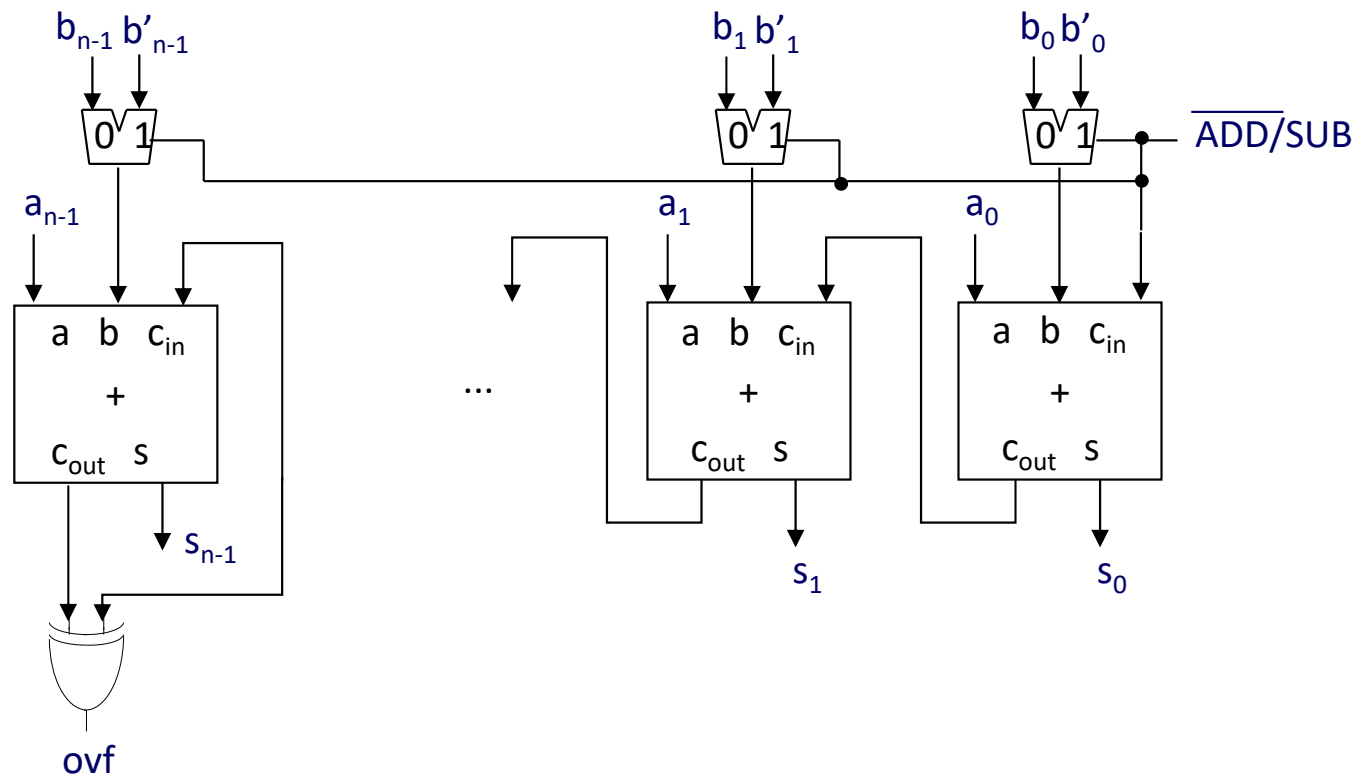 bₙ₋₁ b’ₙ₋₁ b₁ b’₁ b₀ b’₀
0 1 0 1 0 1 A̅D̅D̅/SUB
aₙ₋₁ a₁ a₀
a b cᵢₙ a b cᵢₙ a b cᵢₙ
+ ... + +
cₒᵤₜ s cₒᵤₜ s cₒᵤₜ s
sₙ₋₁
s₁ s₀
ovf